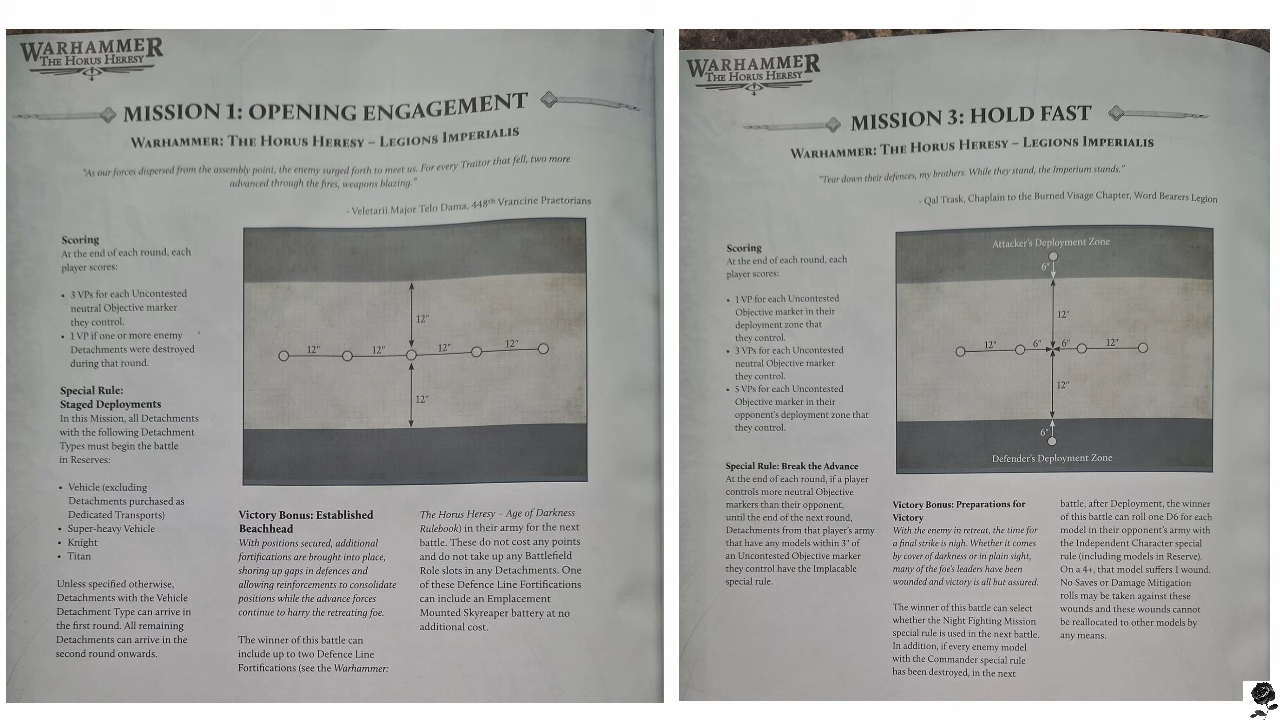 WARHAMMER
THE HORUS HERESY
MISSION 1: OPENING ENGAGEMENT
WARHAMMER: THE HORUS HERESY – LEGIONS IMPERIALIS
"As our forces dispersed from the assembly point, the enemy surged forth to meet us. For every Traitor that fell, two more
advanced through the fires, weapons blazing."
- Veletarii Major Telo Dama, 448th Vrancine Praetorians
Scoring
At the end of each round, each
player scores:
• 3 VPs for each Uncontested
neutral Objective marker
they control.
• 1 VP if one or more enemy
Detachments were destroyed
during that round.
Special Rule:
Staged Deployments
In this Mission, all Detachments
with the following Detachment
Types must begin the battle
in Reserves:
• Vehicle (excluding
Detachments purchased as
Dedicated Transports)
• Super-heavy Vehicle
• Knight
• Titan
Unless specified otherwise,
Detachments with the Vehicle
Detachment Type can arrive in
the first round. All remaining
Detachments can arrive in the
second round onwards.
12"
12" 12" 12" 12"
12"
Victory Bonus: Established
Beachhead
With positions secured, additional
fortifications are brought into place,
shoring up gaps in defences and
allowing reinforcements to consolidate
positions while the advance forces
continue to harry the retreating foe.
The winner of this battle can
include up to two Defence Line
Fortifications (see the Warhammer:
The Horus Heresy – Age of Darkness
Rulebook) in their army for the next
battle. These do not cost any points
and do not take up any Battlefield
Role slots in any Detachments. One
of these Defence Line Fortifications
can include an Emplacement
Mounted Skyreaper battery at no
additional cost.
WARHAMMER
THE HORUS HERESY
MISSION 3: HOLD FAST
WARHAMMER: THE HORUS HERESY – LEGIONS IMPERIALIS
"Tear down their defences, my brothers. While they stand, the Imperium stands."
- Qal Trask, Chaplain to the Burned Visage Chapter, Word Bearers Legion
Scoring
At the end of each round, each
player scores:
• 1 VP for each Uncontested
Objective marker in their
deployment zone that
they control.
• 3 VPs for each Uncontested
neutral Objective marker
they control.
• 5 VPs for each Uncontested
Objective marker in their
opponent's deployment zone that
they control.
Special Rule: Break the Advance
At the end of each round, if a player
controls more neutral Objective
markers than their opponent,
until the end of the next round,
Detachments from that player's army
that have any models within 3" of
an Uncontested Objective marker
they control have the Implacable
special rule.
Attacker's Deployment Zone
6"
12"
12" 6" 6" 12"
12"
6"
Defender's Deployment Zone
Victory Bonus: Preparations for
Victory
With the enemy in retreat, the time for
a final strike is nigh. Whether it comes
by cover of darkness or in plain sight,
many of the foe's leaders have been
wounded and victory is all but assured.
The winner of this battle can select
whether the Night Fighting Mission
special rule is used in the next battle.
In addition, if every enemy model
with the Commander special rule
has been destroyed, in the next
battle, after Deployment, the winner
of this battle can roll one D6 for each
model in their opponent's army with
the Independent Character special
rule (including models in Reserve).
On a 4+, that model suffers 1 wound.
No Saves or Damage Mitigation
rolls may be taken against these
wounds and these wounds cannot
be reallocated to other models by
any means.